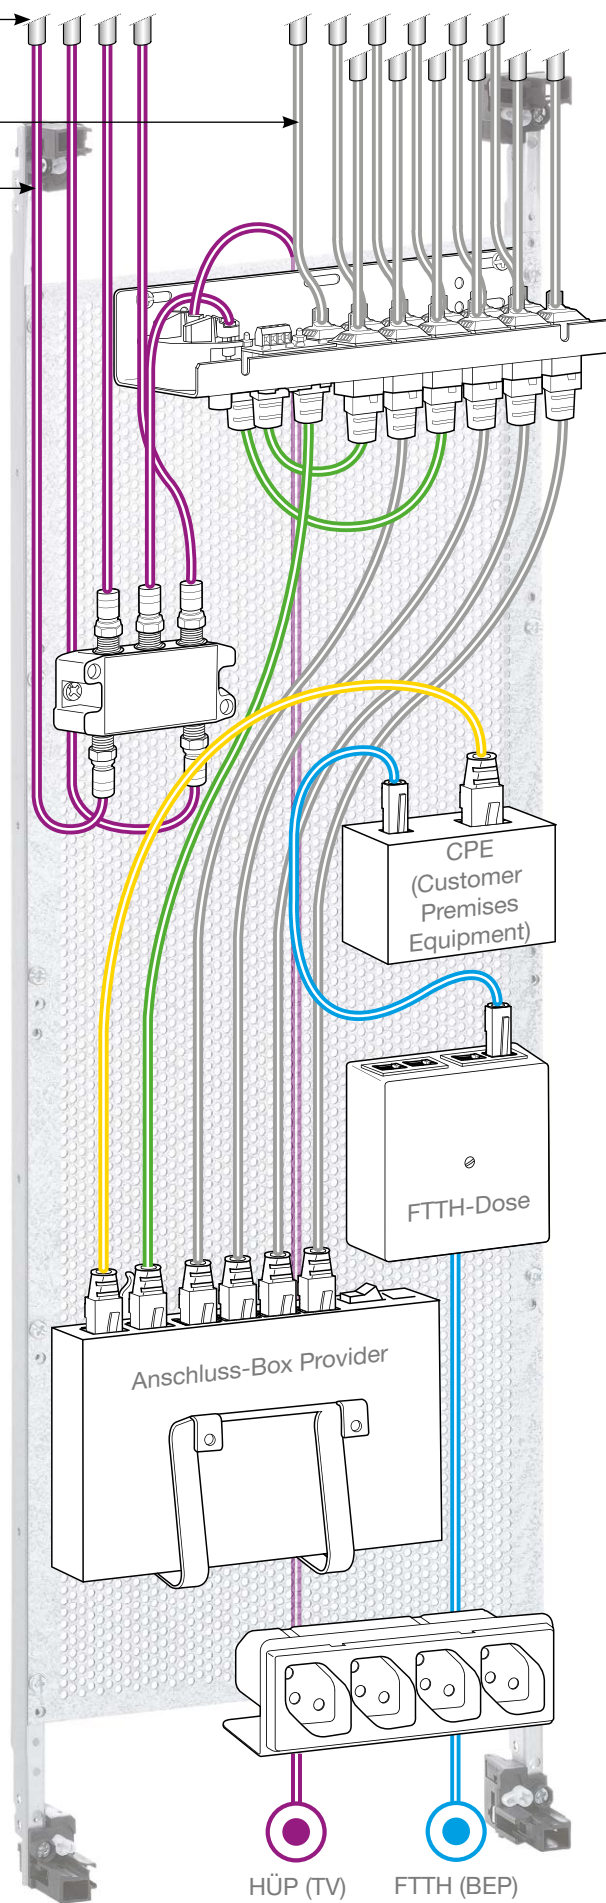 CPE
(Customer
Premises
Equipment)
FTTH-Dose
Anschluss-Box Provider
HÜP (TV)
FTTH (BEP)